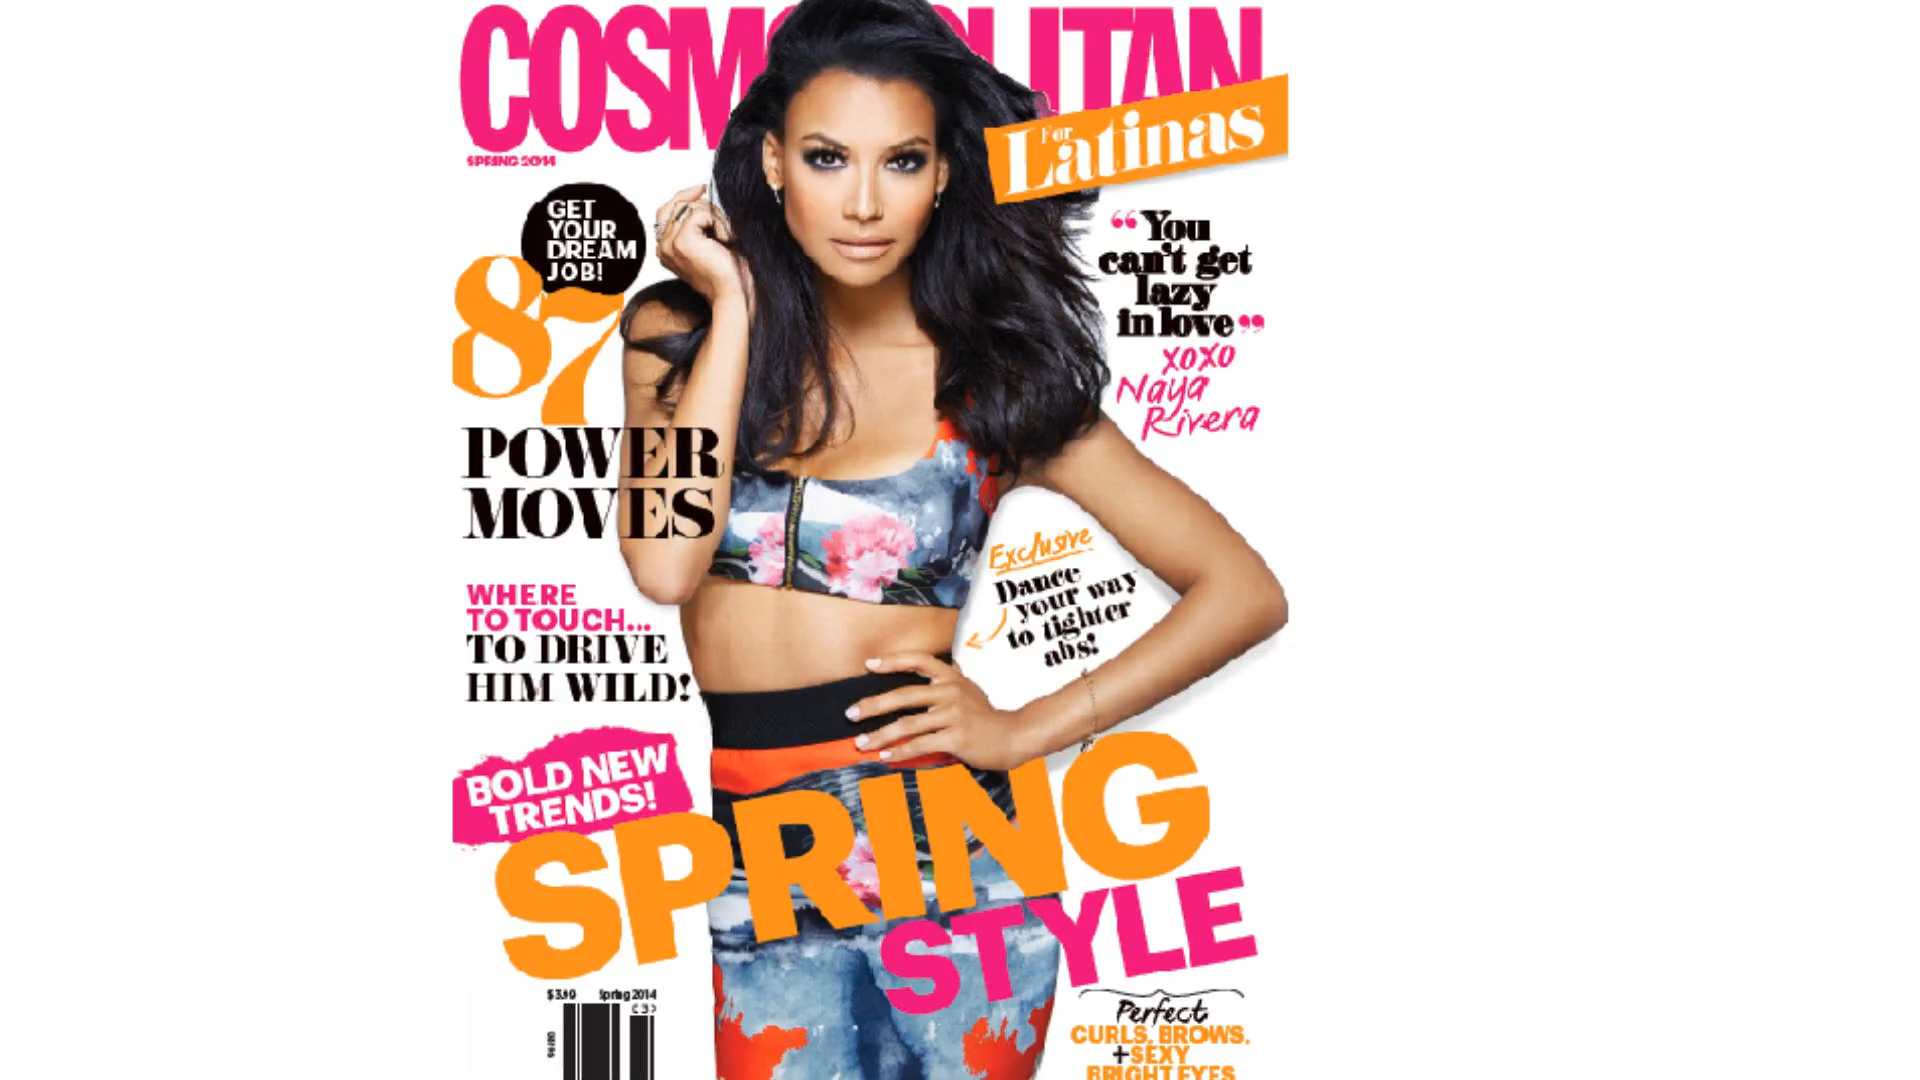 COSMOPOLITAN
For
Latinas
SPRING 2014
GET
YOUR
DREAM
JOB!
87
POWER
MOVES
WHERE
TO TOUCH...
TO DRIVE
HIM WILD!
BOLD NEW
TRENDS!
SPRING
STYLE
“You
can't get
lazy
in love”
xoxo
Naya
Rivera
Exclusive
Dance
your way
to tighter
abs!
$3.90 Spring 2014
Perfect
CURLS, BROWS,
+SEXY
BRIGHT EYES